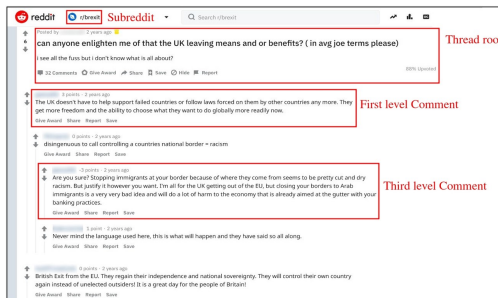 reddit r/brexit Subreddit Search r/brexit
Posted by 2 years ago
6
can anyone enlighten me of that the UK leaving means and or benefits? ( in avg joe terms please)
Thread roo
i see all the fuss but i don't know what is all about?
32 Comments Give Award Share Save Hide Report
88% Upvoted
3 points · 2 years ago
The UK doesn't have to help support failed countries or follow laws forced on them by other countries any more. They
get more freedom and the ability to choose what they want to do globally more readily now.
First level Comment
Give Award Share Report Save
0 points · 2 years ago
disingenuous to call controlling a countries national border = racism
Give Award Share Report Save
-3 points · 2 years ago
Are you sure? Stopping immigrants at your border because of where they come from seems to be pretty cut and dry
racism. But justify it however you want. I'm all for the UK getting out of the EU, but closing your borders to Arab
immigrants is a very very bad idea and will do a lot of harm to the economy that is already aimed at the gutter with your
banking practices.
Third level Comment
Give Award Share Report Save
1 point · 2 years ago
Never mind the language used here, this is what will happen and they have said so all along.
Give Award Share Report Save
0 points · 2 years ago
British Exit from the EU. They regain their independence and national sovereignty. They will control their own country
again instead of unelected outsiders! It is a great day for the people of Britain!
Give Award Share Report Save